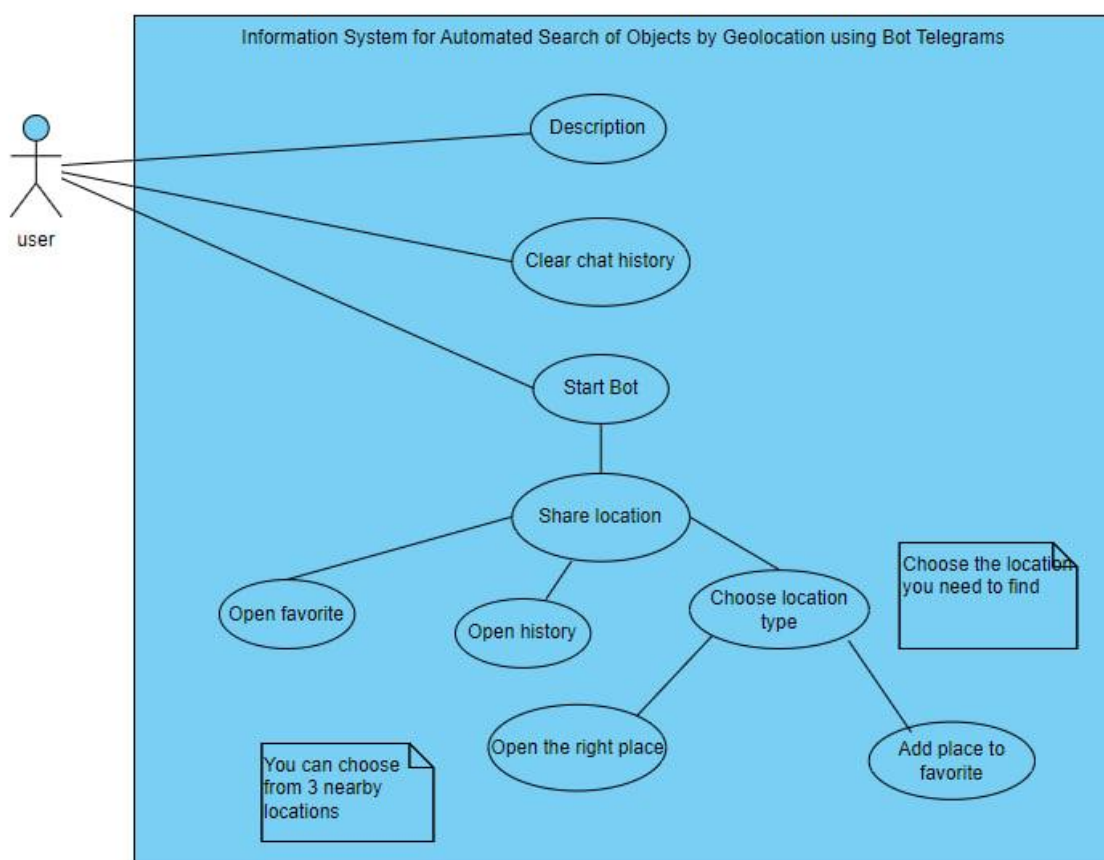 Information System for Automated Search of Objects by Geolocation using Bot Telegrams
Description
user
Clear chat history
Start Bot
Share location
Choose the location
you need to find
Open favorite
Open history
Choose location
type
Open the right place
Add place to
favorite
You can choose
from 3 nearby
locations